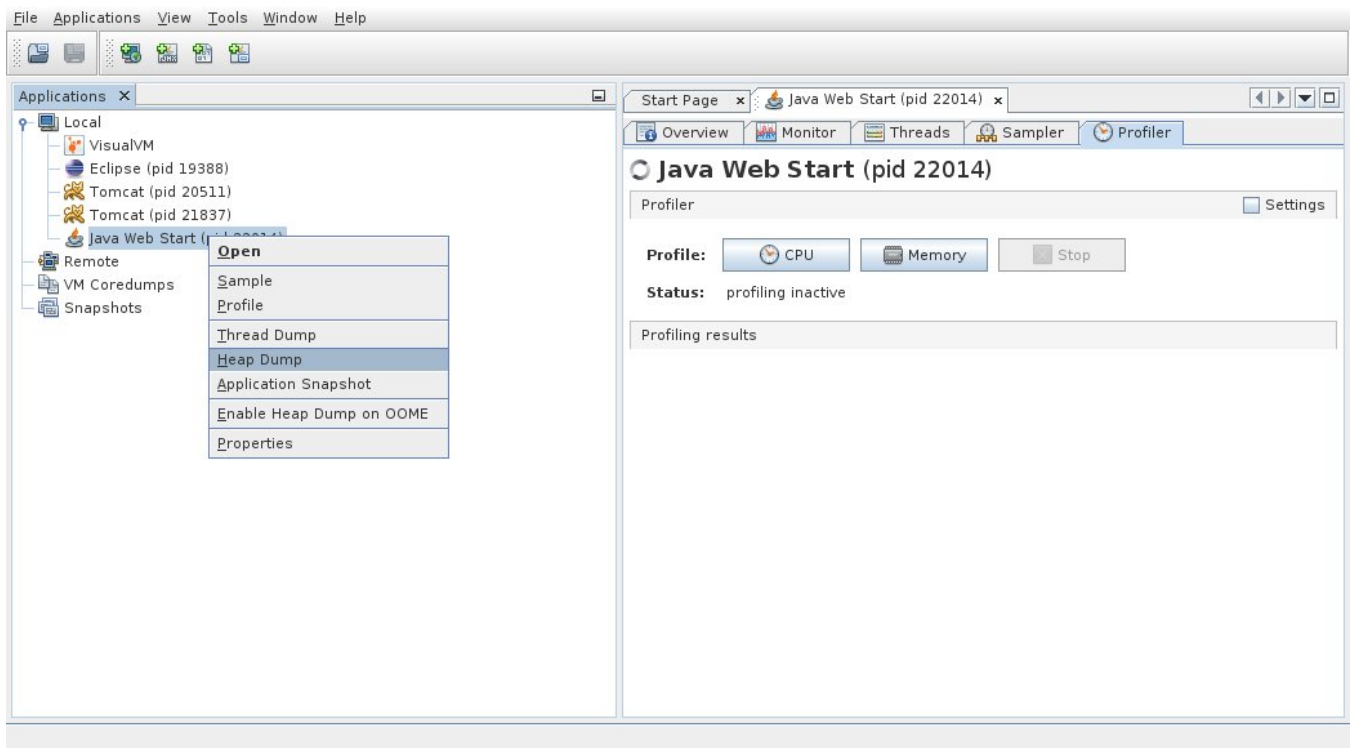 File Applications View Tools Window Help
Applications
Local
VisualVM
Eclipse (pid 19388)
Tomcat (pid 20511)
Tomcat (pid 21837)
Java Web Start
Remote
VM Coredumps
Snapshots
Open
Sample
Profile
Thread Dump
Heap Dump
Application Snapshot
Enable Heap Dump on OOME
Properties
Start Page Java Web Start (pid 22014)
Overview Monitor Threads Sampler Profiler
Java Web Start (pid 22014)
Profiler Settings
Profile: CPU Memory Stop
Status: profiling inactive
Profiling results